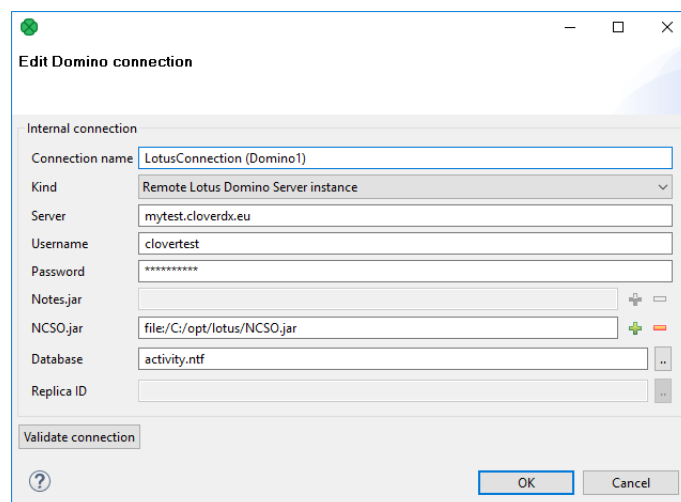 Edit Domino connection
Internal connection
Connection name LotusConnection (Domino1)
Kind Remote Lotus Domino Server instance
Server mytest.cloverdx.eu
Username clovertest
Password **********
Notes.jar
NCSO.jar file:/C:/opt/lotus/NCSO.jar
Database activity.ntf ..
Replica ID ..
Validate connection
? OK Cancel